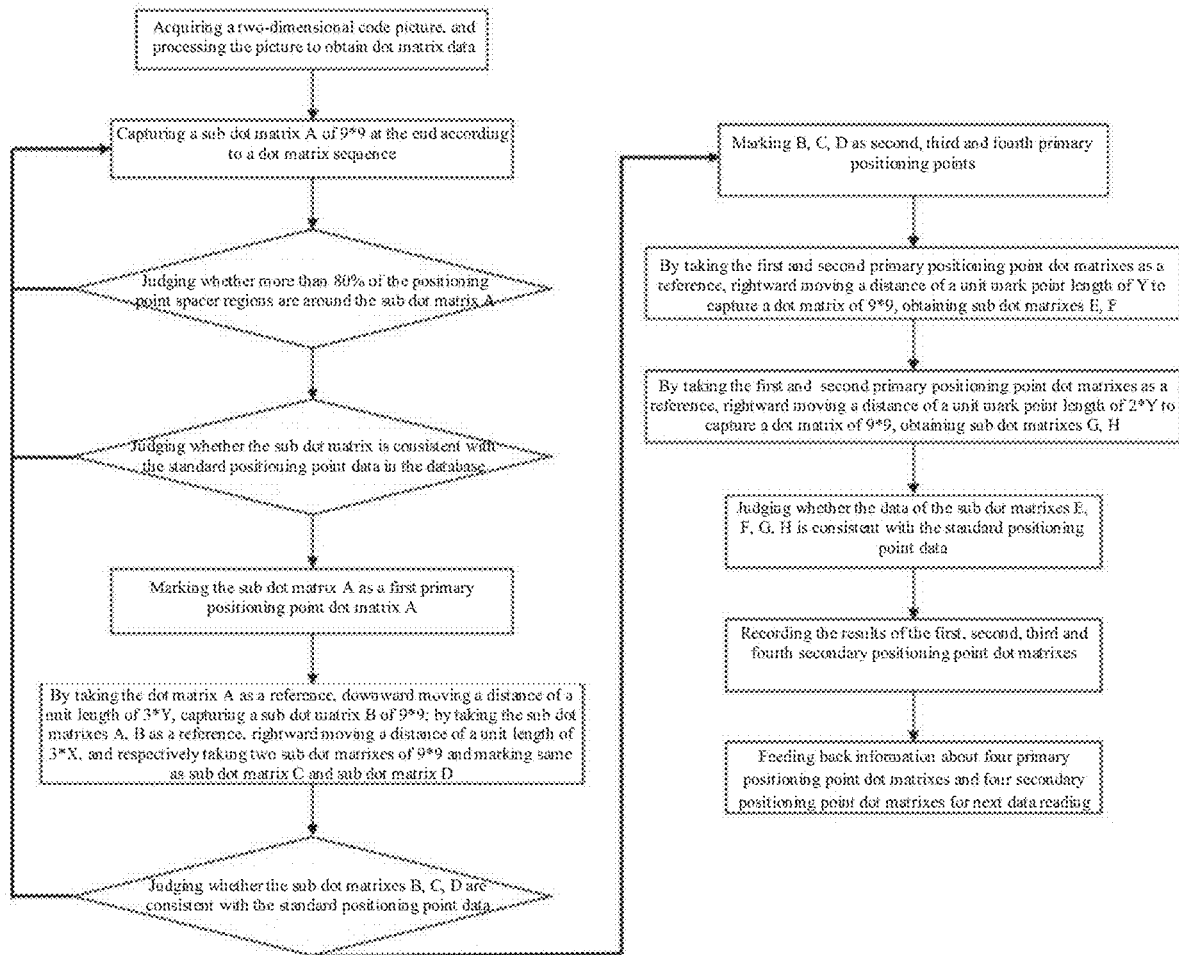 Acquiring a two-dimensional code picture, and
processing the picture to obtain dot matrix data
Capturing a sub dot matrix A of 9*9 at the end according
to a dot matrix sequence
Judging whether more than 80% of the positioning
point spacer regions are around the sub dot matrix A
Judging whether the sub dot matrix is consistent with
the standard positioning point data in the database
Marking the sub dot matrix A as a first primary
positioning point dot matrix A
By taking the dot matrix A as a reference, downward moving a distance of a
unit length of 3*Y, capturing a sub dot matrix B of 9*9; by taking the sub dot
matrixes A, B as a reference, rightward moving a distance of a unit length of
3*X, and respectively taking two sub dot matrixes of 9*9 and marking same
as sub dot matrix C and sub dot matrix D
Judging whether the sub dot matrixes B, C, D are
consistent with the standard positioning point data
Marking B, C, D as second, third and fourth primary
positioning points
By taking the first and second primary positioning point dot matrixes as a
reference, rightward moving a distance of a unit mark point length of Y to
capture a dot matrix of 9*9, obtaining sub dot matrixes E, F
By taking the first and second primary positioning point dot matrixes as a
reference, rightward moving a distance of a unit mark point length of 2*Y to
capture a dot matrix of 9*9, obtaining sub dot matrixes G, H
Judging whether the data of the sub dot matrixes E,
F, G, H is consistent with the standard positioning
point data
Recording the results of the first, second, third and
fourth secondary positioning point dot matrixes
Feeding back information about four primary
positioning point dot matrixes and four secondary
positioning point dot matrixes for next data reading